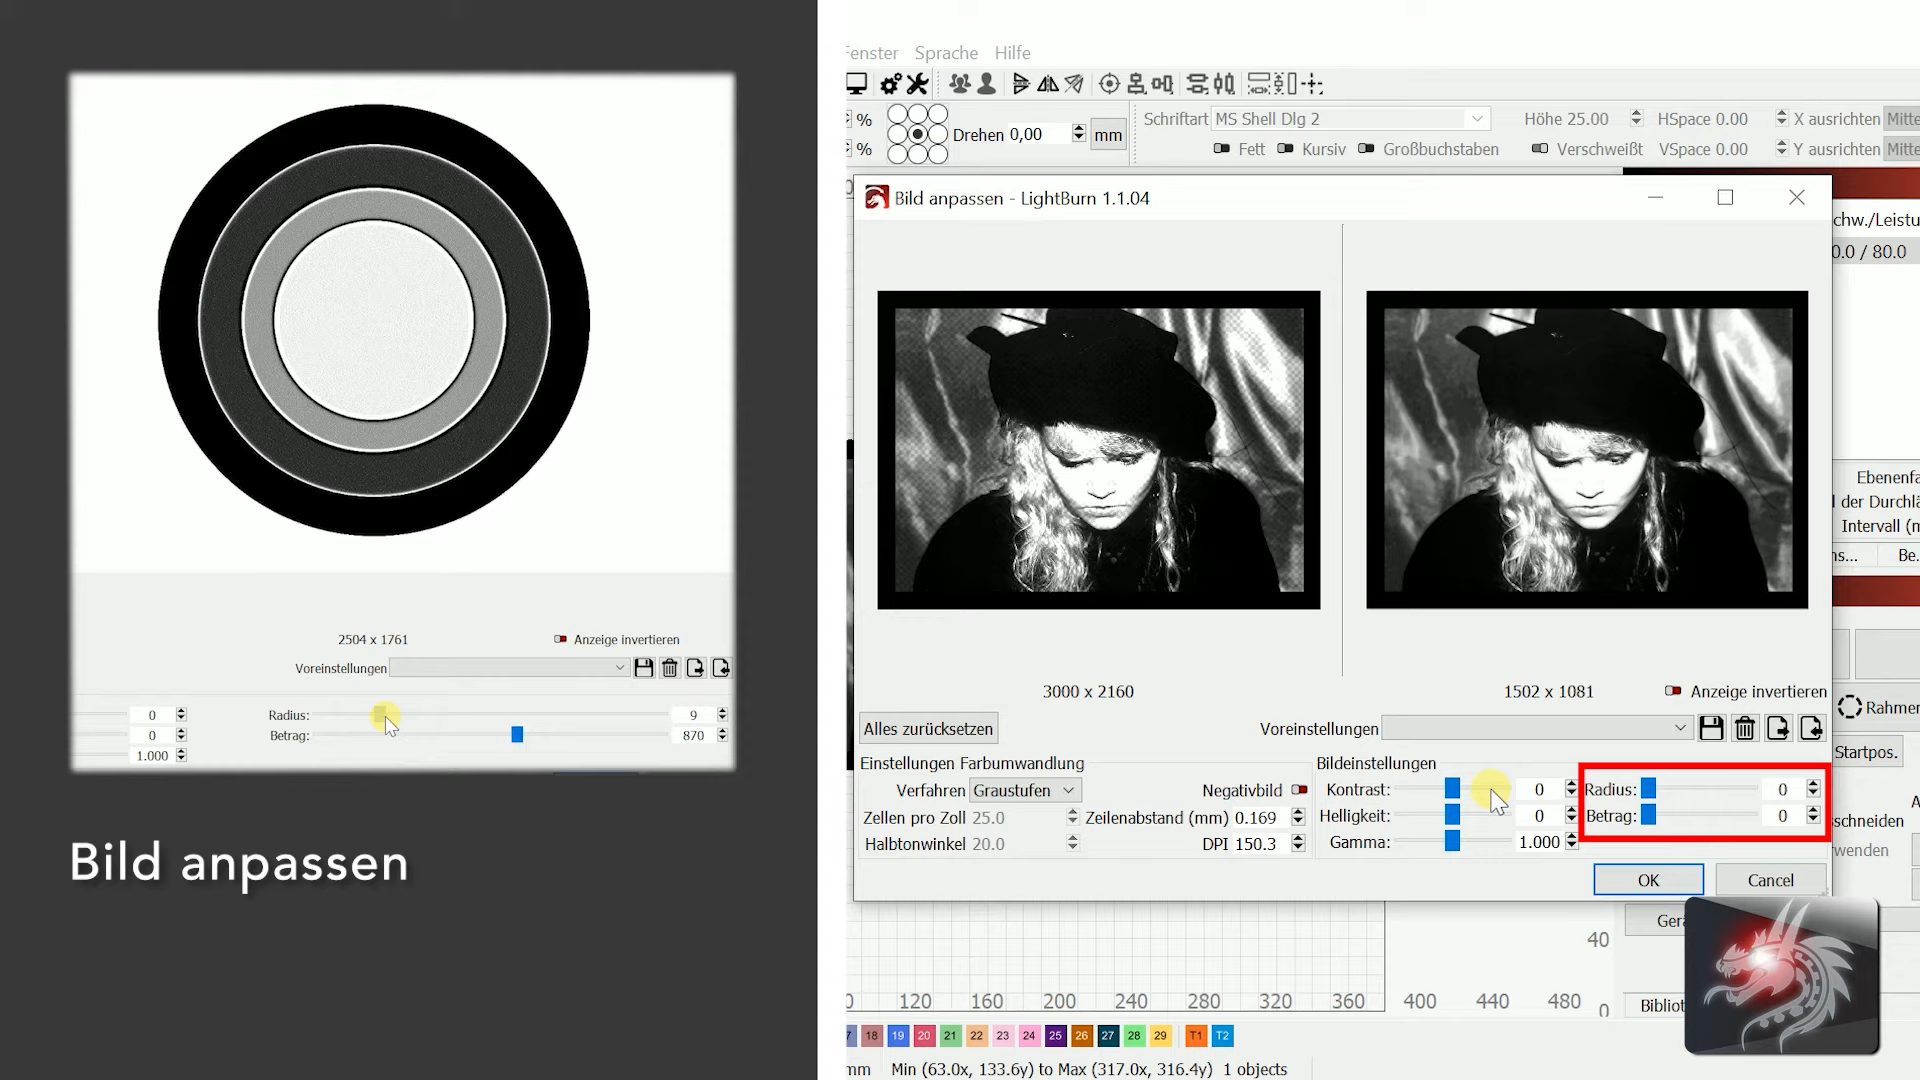 2504 x 1761
Anzeige invertieren
Voreinstellungen
0
Radius:
9
0
Betrag:
870
1.000
Bild anpassen
Fenster Sprache Hilfe
%
Drehen 0,00
mm
Schriftart MS Shell Dlg 2
Höhe 25.00
HSpace 0.00
X ausrichten Mitte
%
Fett
Kursiv
Großbuchstaben
Verschweißt
VSpace 0.00
Y ausrichten Mitte
Bild anpassen - LightBurn 1.1.04
chw./Leistu
0.0 / 80.0
3000 x 2160
1502 x 1081
Anzeige invertieren
Alles zurücksetzen
Voreinstellungen
Einstellungen Farbumwandlung
Verfahren Graustufen
Negativbild
Zellen pro Zoll 25.0
Zeilenabstand (mm) 0.169
Halbtonwinkel 20.0
DPI 150.3
Bildeinstellungen
Kontrast:
0
Helligkeit:
0
Gamma:
1.000
Radius:
0
Betrag:
0
OK
Cancel
Ebenenfa
l der Durchlä
Intervall (m
ns...
Be.
Rahmen
Startpos.
A
schneiden
wenden
Gerä
Bibliot
40
0
0 120 160 200 240 280 320 360 400 440 480
7 18 19 20 21 22 23 24 25 26 27 28 29 T1 T2
mm
Min (63.0x, 133.6y) to Max (317.0x, 316.4y) 1 objects